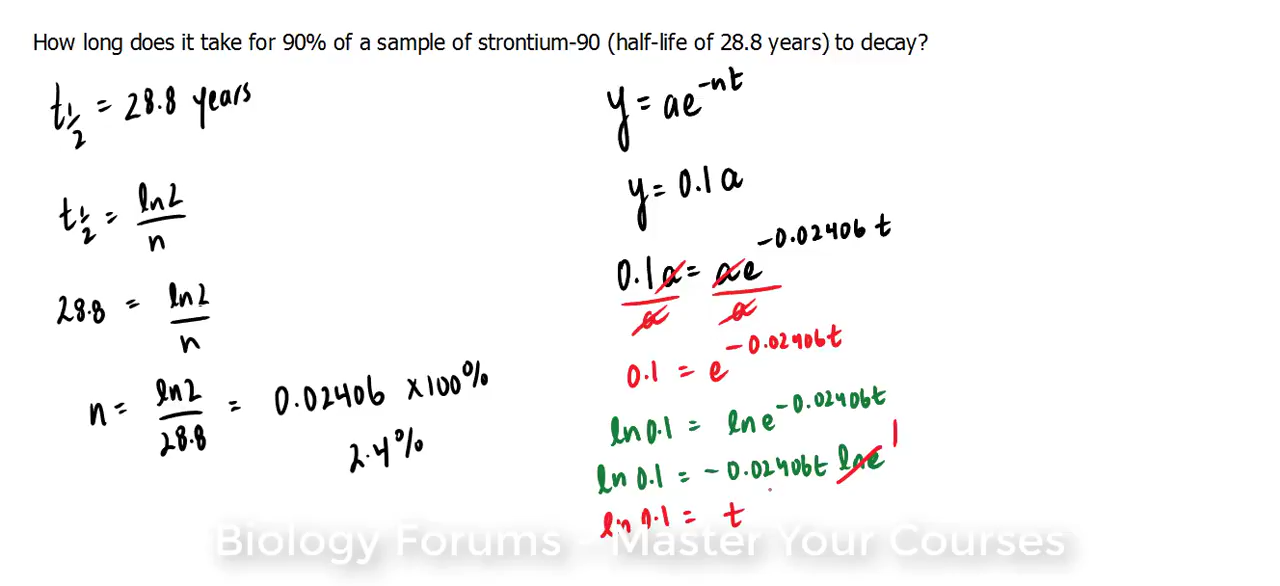 How long does it take for 90% of a sample of strontium-90 (half-life of 28.8 years) to decay?
t½ = 28.8 years
t½ = ln2/n
28.8 = ln2/n
n = ln2/28.8 = 0.02406 x100%
2.4%
y = ae^-nt
y = 0.1a
0.1a/a = ae^-0.02406t/a
0.1 = e^-0.02406t
ln0.1 = lne^-0.02406t
ln 0.1 = -0.02406t lne 1
ln 0.1 = t
Biology Forums - Master Your Courses